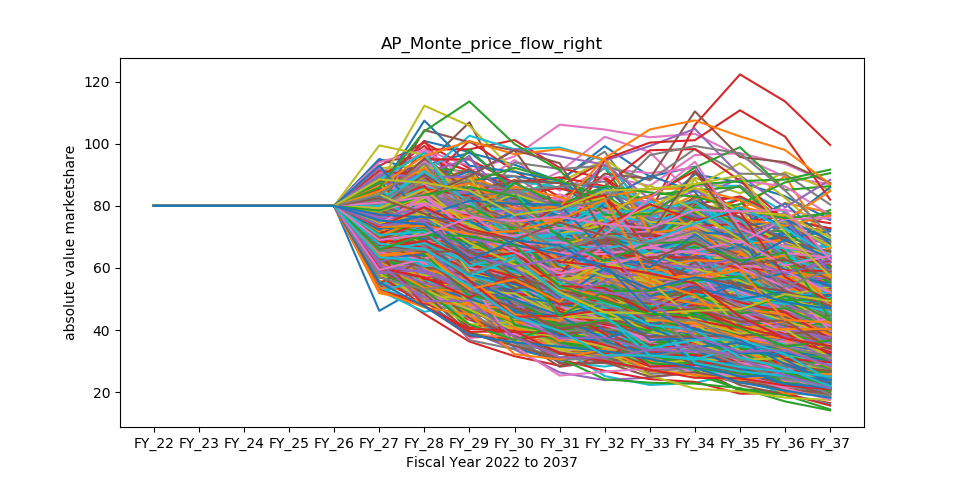 AP_Monte_price_flow_right
absolute value marketshare
120
100
80
60
40
20
FY_22 FY_23 FY_24 FY_25 FY_26 FY_27 FY_28 FY_29 FY_30 FY_31 FY_32 FY_33 FY_34 FY_35 FY_36 FY_37
Fiscal Year 2022 to 2037